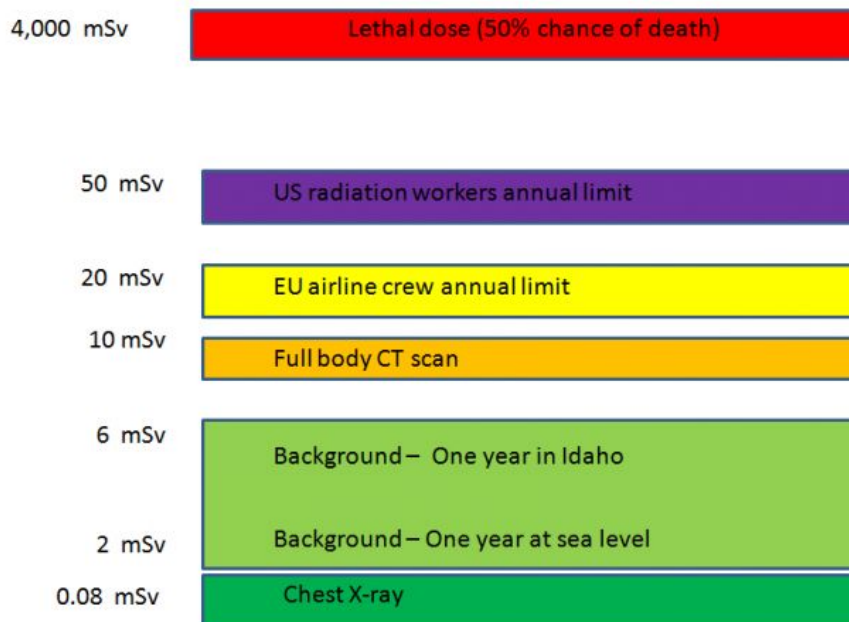 4,000 mSv Lethal dose (50% chance of death)
50 mSv US radiation workers annual limit
20 mSv EU airline crew annual limit
10 mSv Full body CT scan
6 mSv Background – One year in Idaho
2 mSv Background – One year at sea level
0.08 mSv Chest X-ray